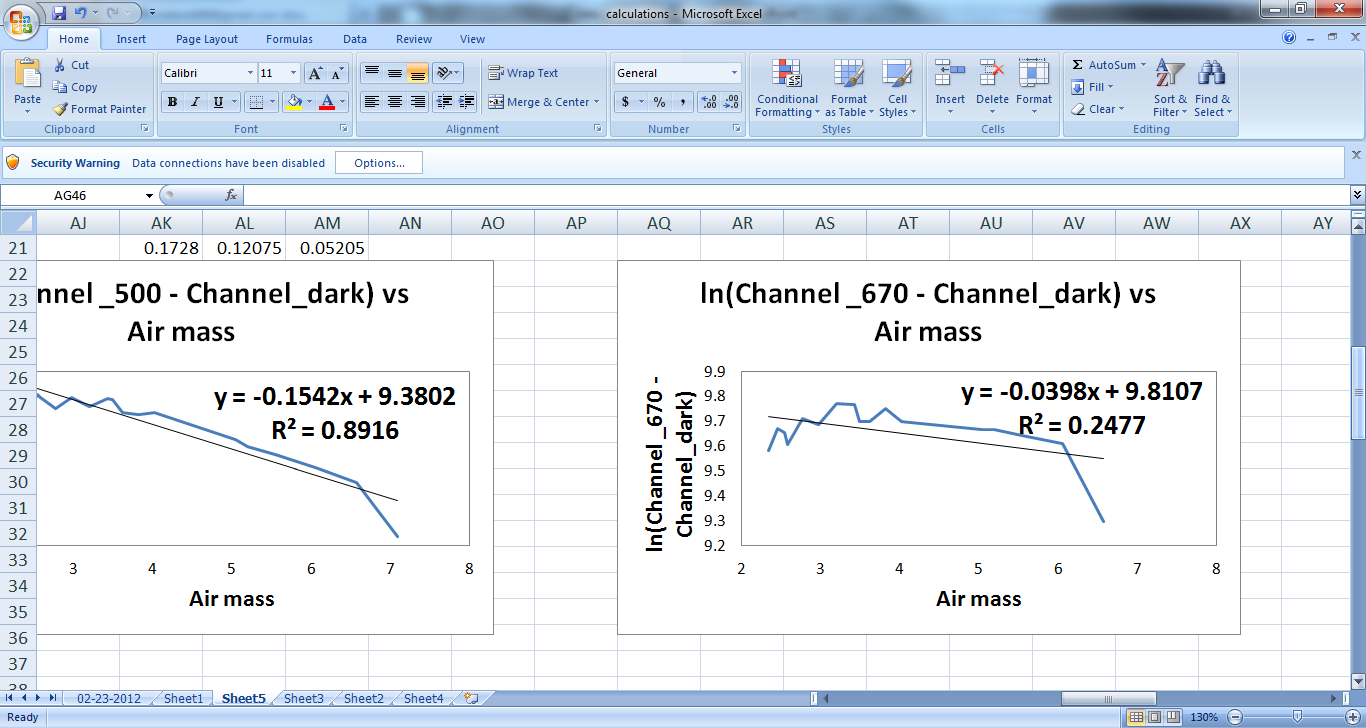 calculations - Microsoft Excel
Home Insert Page Layout Formulas Data Review View
Paste
Cut
Copy
Format Painter
Clipboard
Calibri 11
A A
B I U A
Font
Wrap Text
Merge & Center
Alignment
General
$ % ,
Number
Conditional Formatting
Format as Table
Cell Styles
Styles
Insert Delete Format
Cells
Σ AutoSum
Fill
Clear
Sort & Filter
Find & Select
Editing
Security Warning Data connections have been disabled Options...
AG46 fx
AJ AK AL AM AN AO AP AQ AR AS AT AU AV AW AX AY
21 0.1728 0.12075 0.05205
22
23
24
25
26
27
28
29
30
31
32
33
34
35
36
37
38
nnel _500 - Channel_dark) vs
Air mass
y = -0.1542x + 9.3802
R² = 0.8916
3 4 5 6 7 8
Air mass
ln(Channel _670 - Channel_dark) vs
Air mass
ln(Channel _670 -
Channel_dark)
9.9
9.8
9.7
9.6
9.5
9.4
9.3
9.2
y = -0.0398x + 9.8107
R² = 0.2477
2 3 4 5 6 7 8
Air mass
02-23-2012 Sheet1 Sheet5 Sheet3 Sheet2 Sheet4
Ready 130%